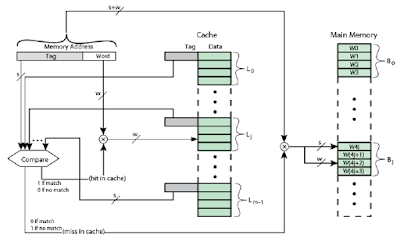 s+w
Cache
Main Memory
Memory Address
Tag Data
Tag Word
W0
W1
W2
W3
B0
L0
s
w
s
w
W4j
W(4j+1)
W(4j+2)
W(4j+3)
Bj
Lj
Compare
w
1 if match
0 if no match
(hit in cache)
s
Lm-1
0 if match
1 if no match
(miss in cache)